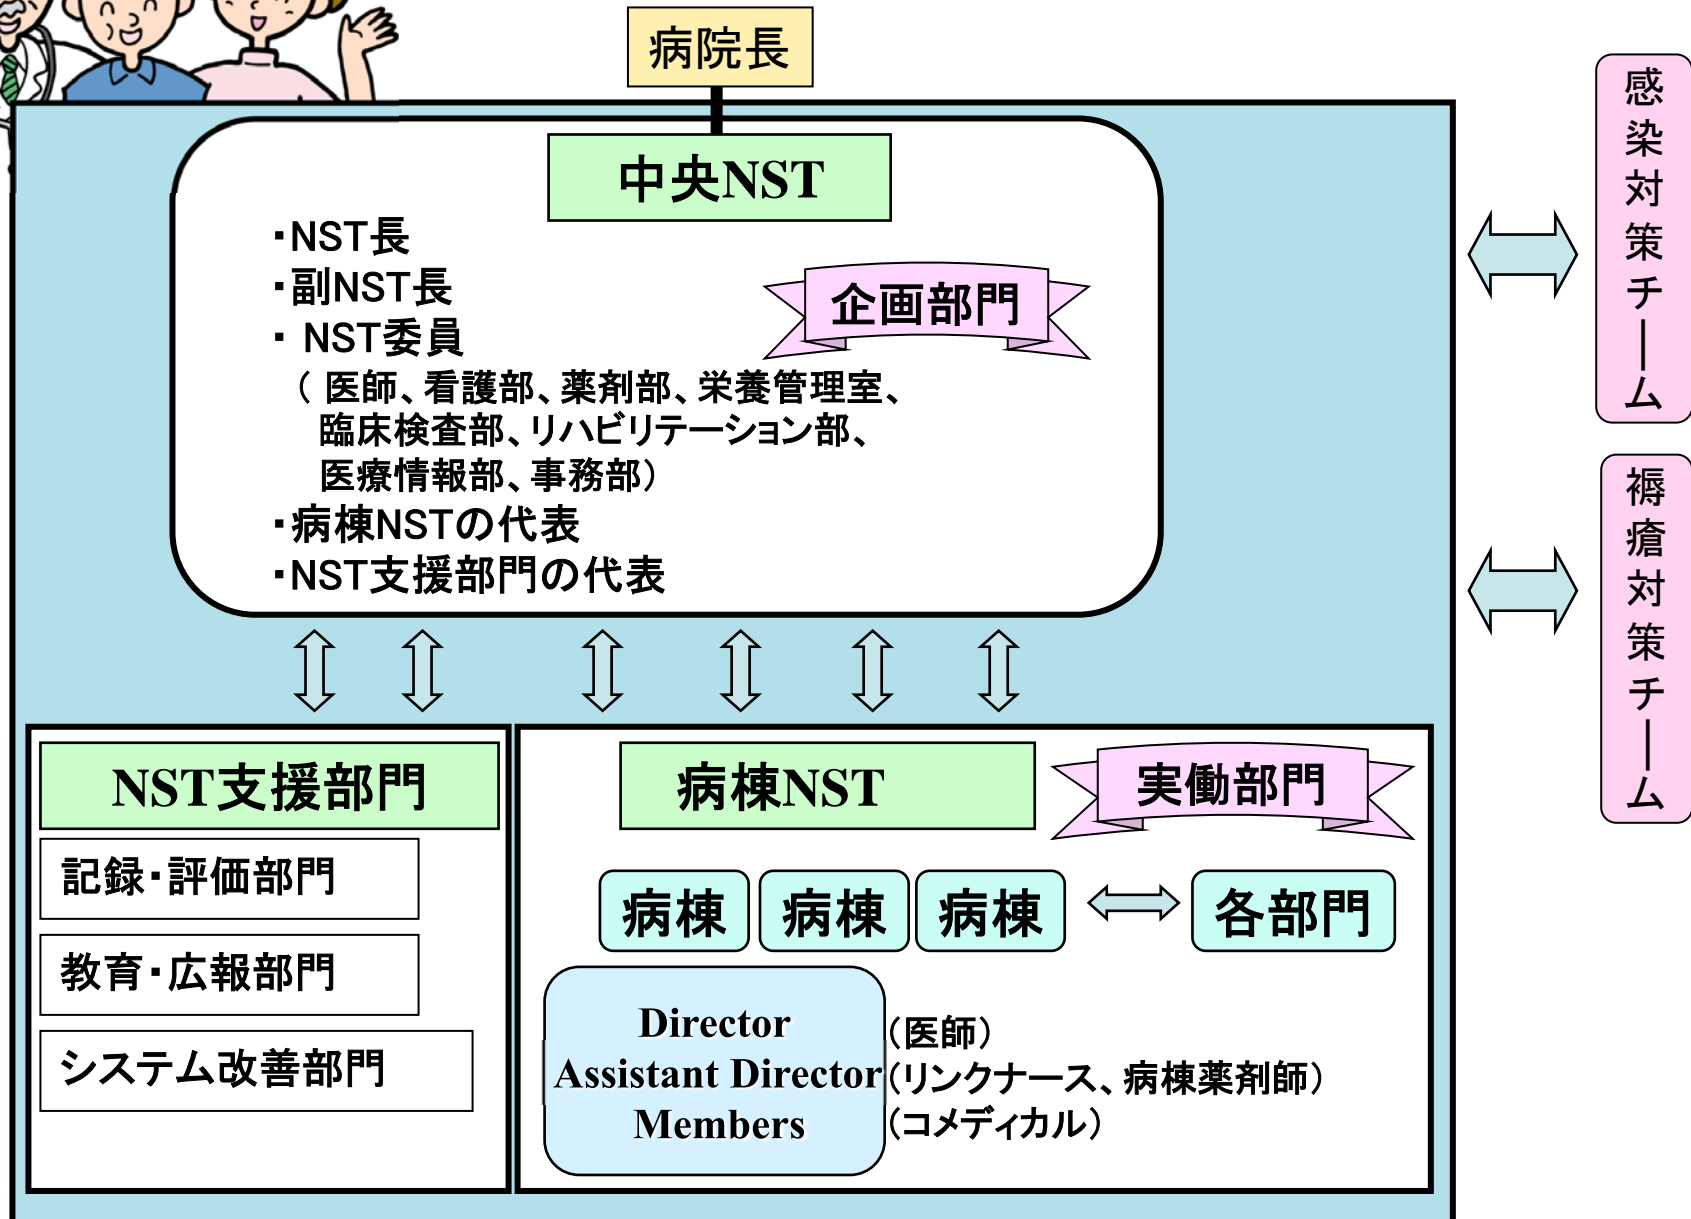 病院長
中央NST
・NST長
・副NST長
・ NST委員
企画部門
（ 医師、看護部、薬剤部、栄養管理室、
臨床検査部、リハビリテーション部、
医療情報部、事務部）
・病棟NSTの代表
・NST支援部門の代表
感染対策チーム
褥瘡対策チーム
NST支援部門
記録・評価部門
教育・広報部門
システム改善部門
病棟NST
実働部門
病棟 病棟 病棟 各部門
Director （医師）
Assistant Director （リンクナース、病棟薬剤師）
Members （コメディカル）